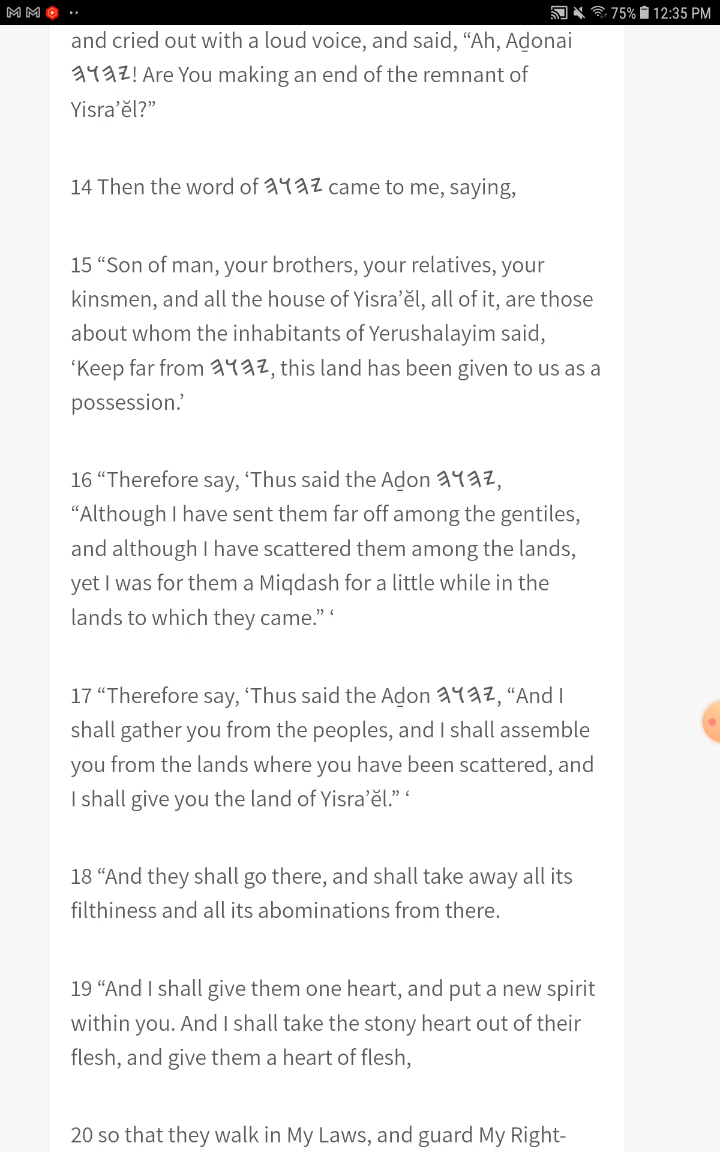 75% 12:35 PM
and cried out with a loud voice, and said, “Ah, Aḏonai
𐤉𐤄𐤅𐤄! Are You making an end of the remnant of
Yisra’ĕl?”
14 Then the word of 𐤉𐤄𐤅𐤄 came to me, saying,
15 “Son of man, your brothers, your relatives, your
kinsmen, and all the house of Yisra’ĕl, all of it, are those
about whom the inhabitants of Yerushalayim said,
‘Keep far from 𐤉𐤄𐤅𐤄, this land has been given to us as a
possession.’
16 “Therefore say, ‘Thus said the Aḏon 𐤉𐤄𐤅𐤄,
“Although I have sent them far off among the gentiles,
and although I have scattered them among the lands,
yet I was for them a Miqdash for a little while in the
lands to which they came.” ‘
17 “Therefore say, ‘Thus said the Aḏon 𐤉𐤄𐤅𐤄, “And I
shall gather you from the peoples, and I shall assemble
you from the lands where you have been scattered, and
I shall give you the land of Yisra’ĕl.” ‘
18 “And they shall go there, and shall take away all its
filthiness and all its abominations from there.
19 “And I shall give them one heart, and put a new spirit
within you. And I shall take the stony heart out of their
flesh, and give them a heart of flesh,
20 so that they walk in My Laws, and guard My Right-